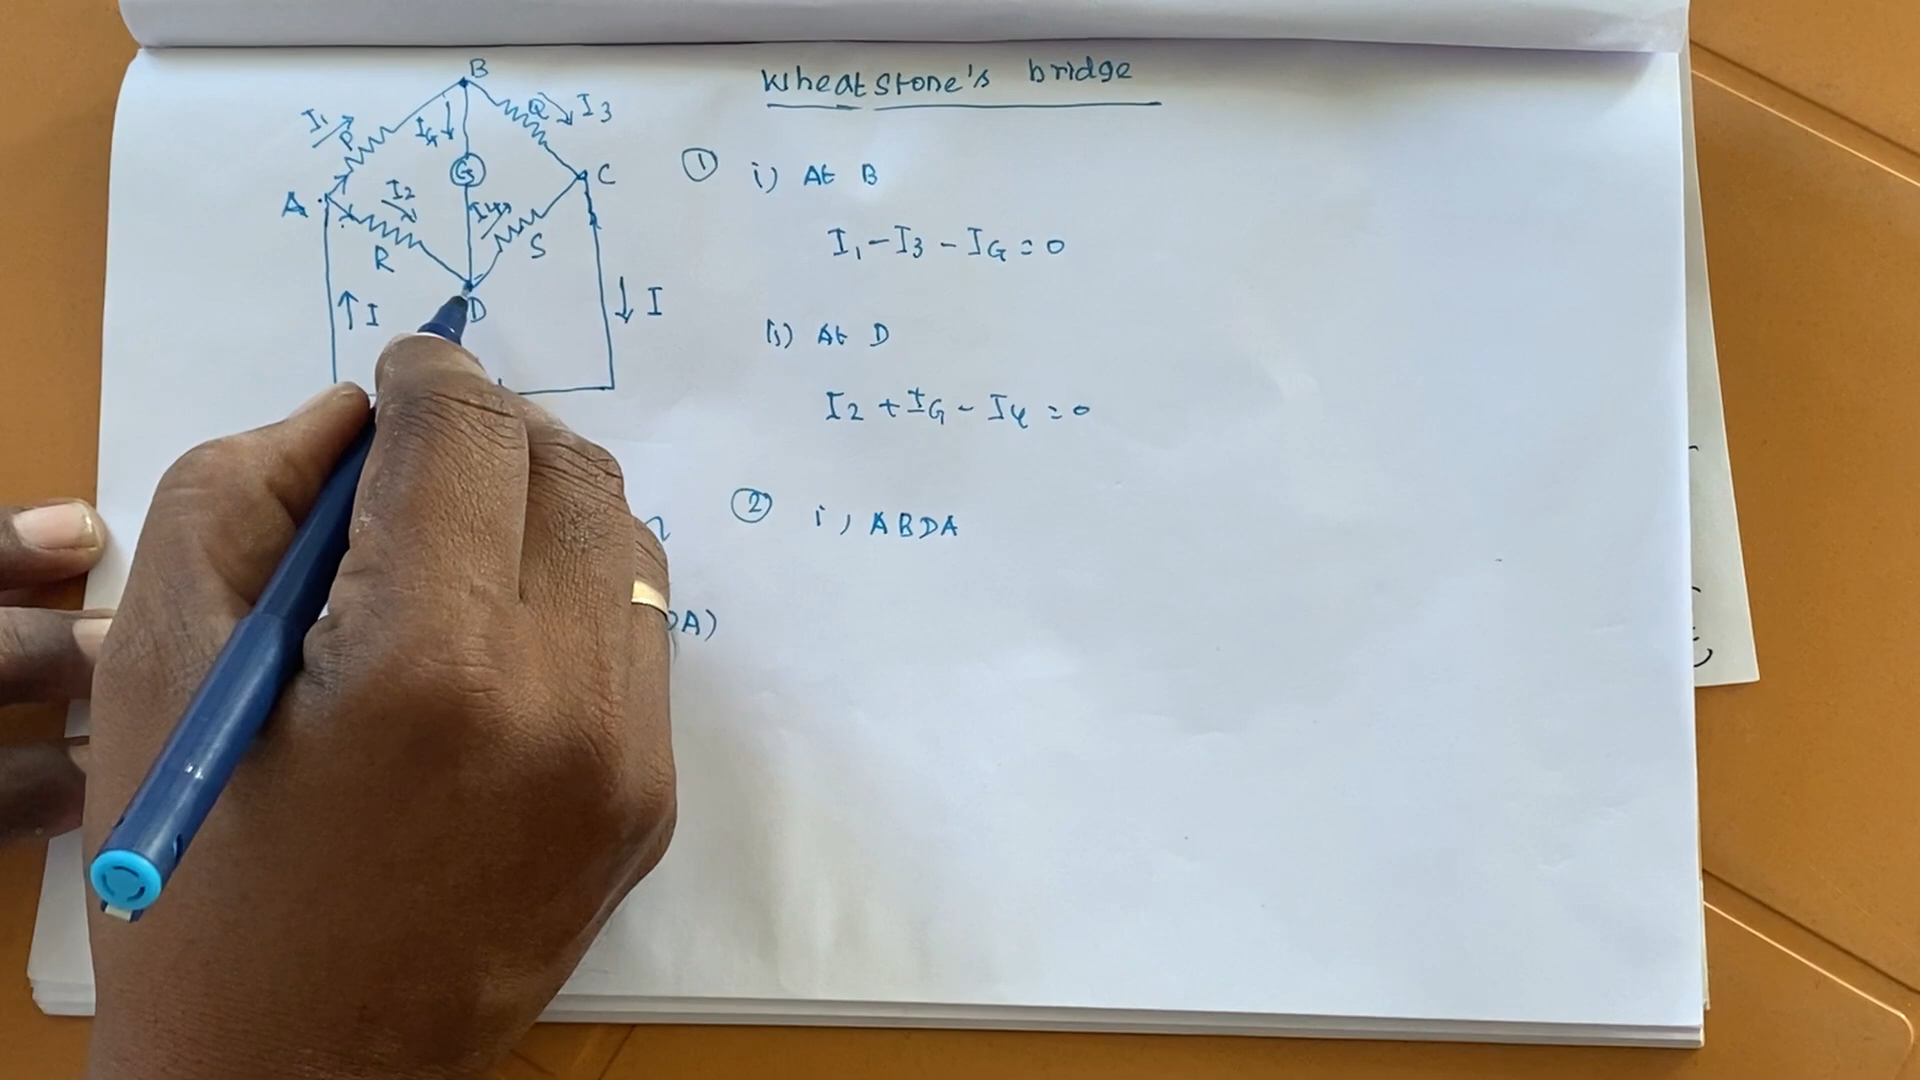 Wheatstone's bridge
B
I1
P
IG
Q
I3
G
C
A
I2
I4
R
S
D
I
I
① i) At B
I1 - I3 - IG = 0
ii) At D
I2 + IG - I4 = 0
② i) ABDA
DA)